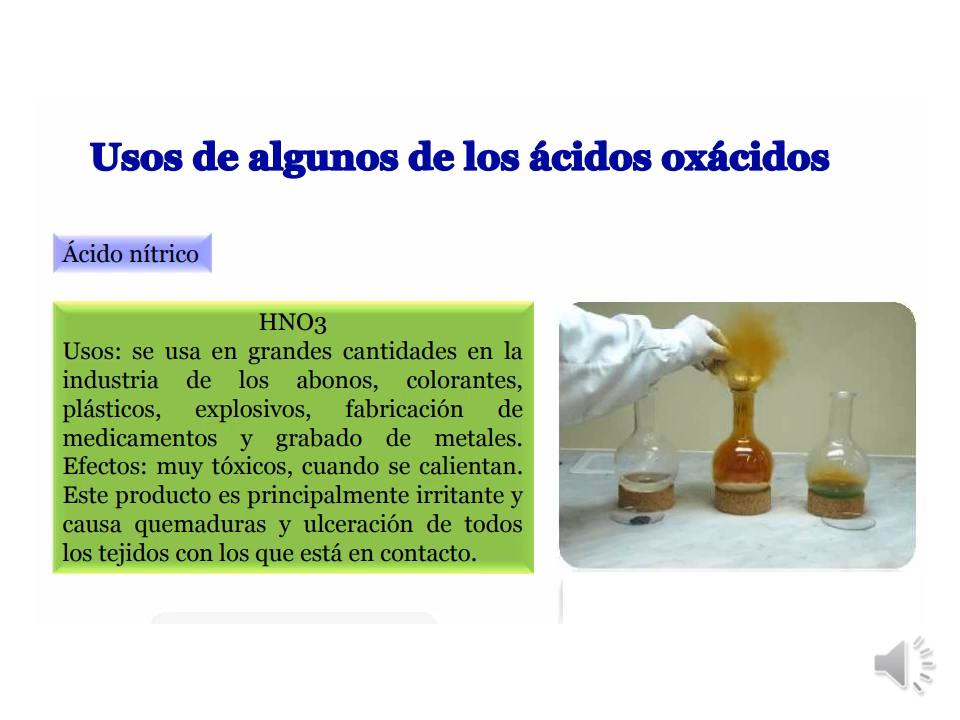 Usos de algunos de los ácidos oxácidos
Ácido nítrico
HNO3
Usos: se usa en grandes cantidades en la
industria de los abonos, colorantes,
plásticos, explosivos, fabricación de
medicamentos y grabado de metales.
Efectos: muy tóxicos, cuando se calientan.
Este producto es principalmente irritante y
causa quemaduras y ulceración de todos
los tejidos con los que está en contacto.